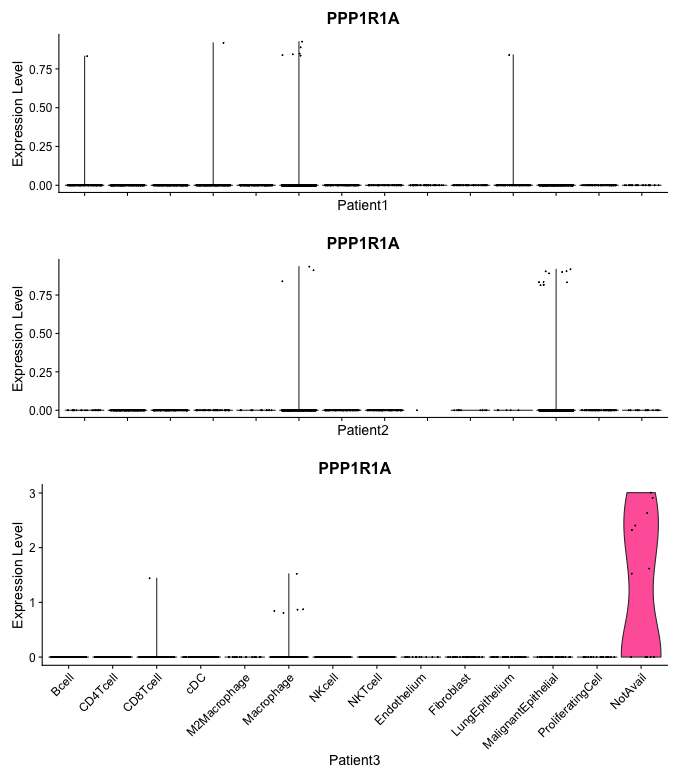 PPP1R1A
Expression Level
0.75
0.50
0.25
0.00
Patient1
PPP1R1A
Expression Level
0.75
0.50
0.25
0.00
Patient2
PPP1R1A
Expression Level
3
2
1
0
Bcell
CD4Tcell
CD8Tcell
cDC
M2Macrophage
Macrophage
NKcell
NKTcell
Endothelium
Fibroblast
LungEpithelium
MalignantEpithelial
ProliferatingCell
NotAvail
Patient3